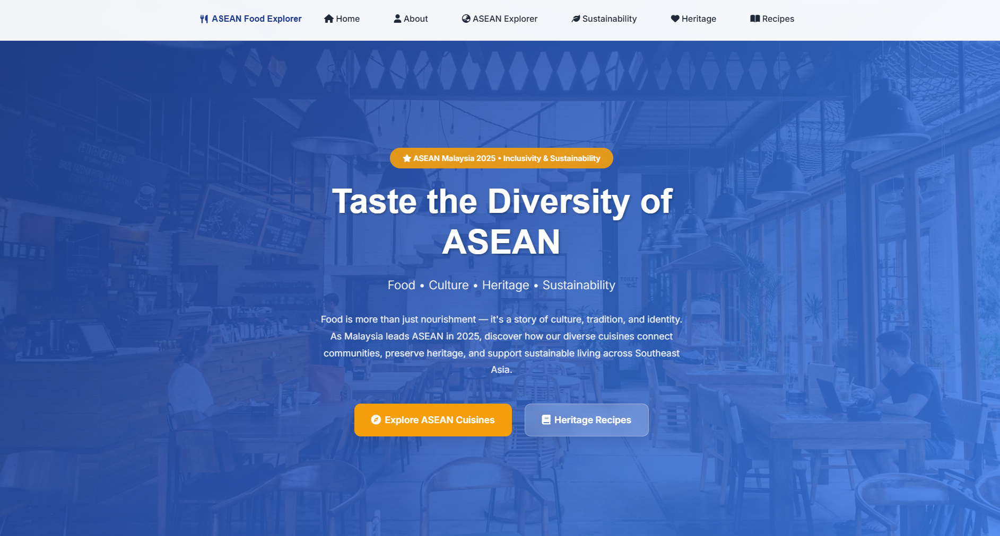 ASEAN Food Explorer Home About ASEAN Explorer Sustainability Heritage Recipes
ASEAN Malaysia 2025 • Inclusivity & Sustainability
Taste the Diversity of
ASEAN
Food • Culture • Heritage • Sustainability
Food is more than just nourishment — it's a story of culture, tradition, and identity.
As Malaysia leads ASEAN in 2025, discover how our diverse cuisines connect
communities, preserve heritage, and support sustainable living across Southeast
Asia.
Explore ASEAN Cuisines Heritage Recipes
PETITENGET BLEND
TOILET